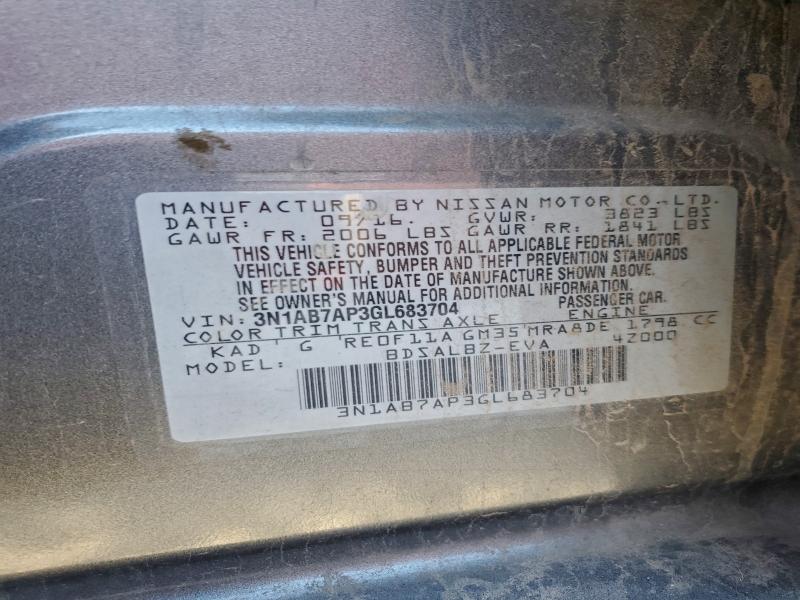 MANUFACTURED BY NISSAN MOTOR CO., LTD.
DATE: 09/16. GVWR: 3823 LBS
GAWR FR: 2006 LBS GAWR RR: 1841 LBS
THIS VEHICLE CONFORMS TO ALL APPLICABLE FEDERAL MOTOR
VEHICLE SAFETY, BUMPER AND THEFT PREVENTION STANDARDS
IN EFFECT ON THE DATE OF MANUFACTURE SHOWN ABOVE.
SEE OWNER'S MANUAL FOR ADDITIONAL INFORMATION.
VIN: 3N1AB7AP3GL683704 PASSENGER CAR.
COLOR TRIM TRANS AXLE ENGINE
KAD G RE0F11A GM35 MRA8DE 1798 CC
MODEL: BDSALBZ-EVA 4Z000
3N1AB7AP3GL683704